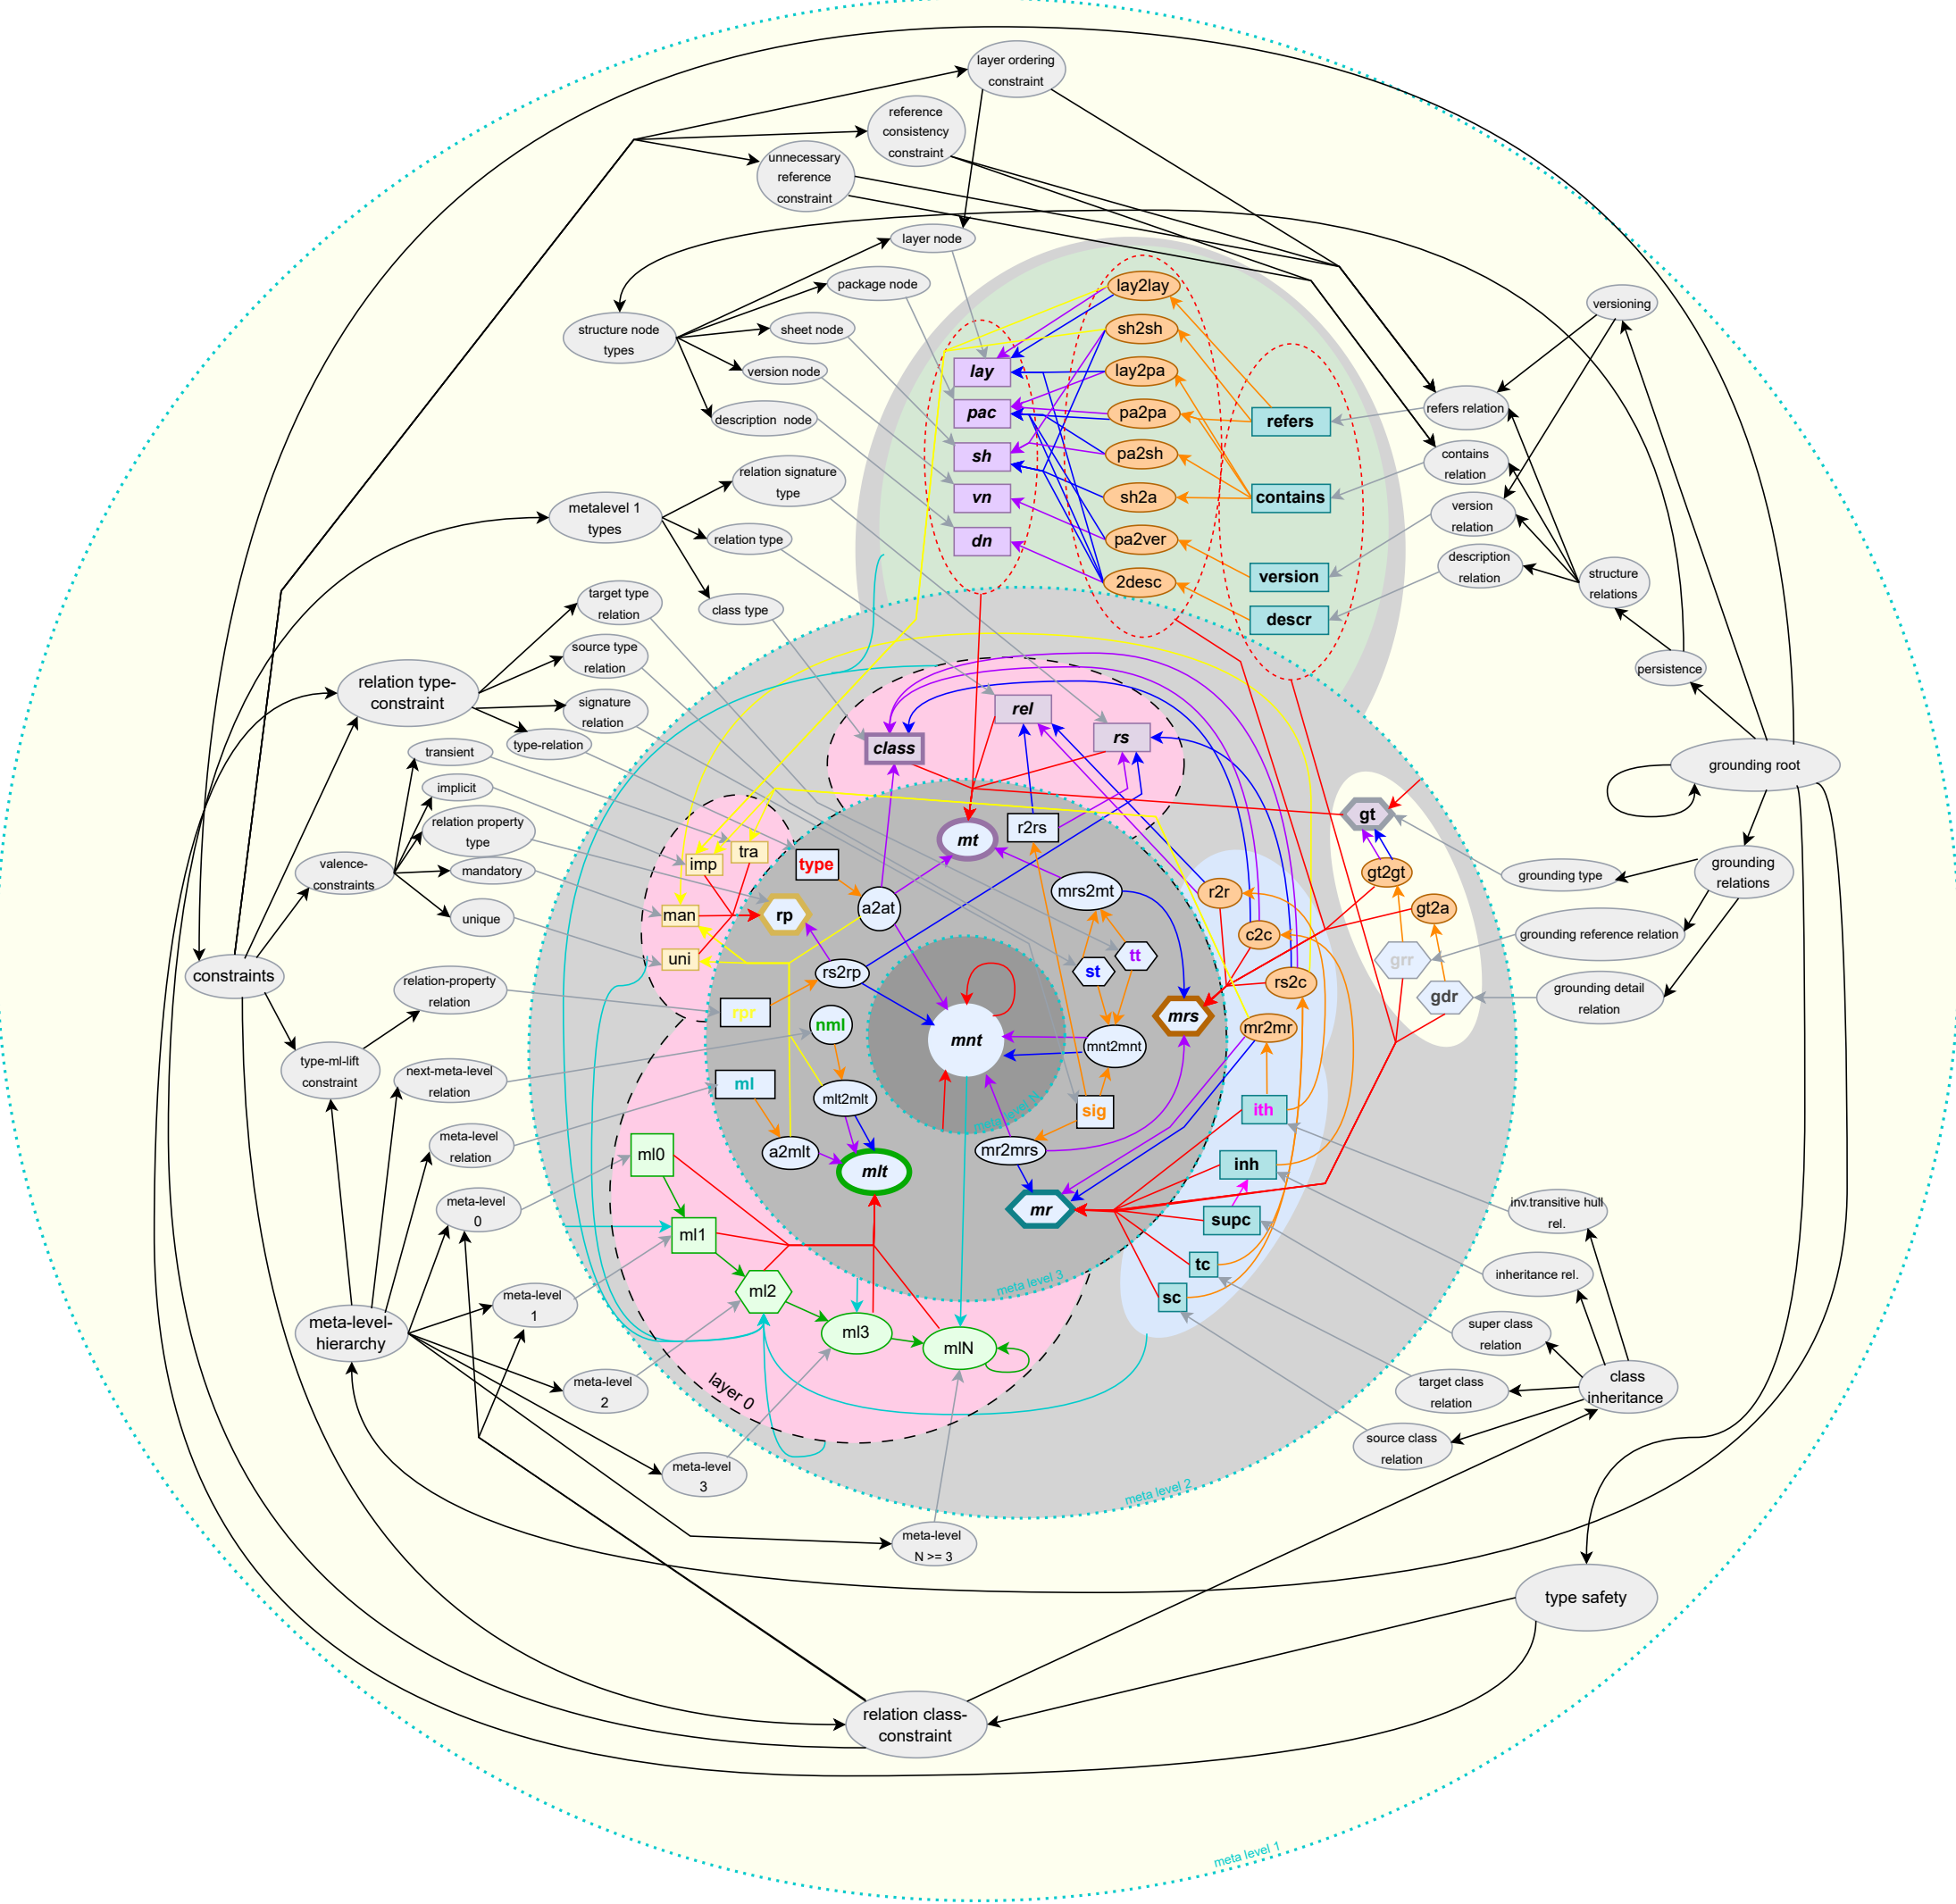 layer ordering
constraint
reference
consistency
constraint
unnecessary
reference
constraint
layer node
package node
structure node
types
sheet node
version node
description  node
lay2lay
sh2sh
lay
lay2pa
pac
pa2pa
refers
sh
pa2sh
vn
sh2a
contains
dn
pa2ver
2desc
version
descr
versioning
refers relation
contains
relation
version
relation
description
relation
structure
relations
persistence
grounding root
relation signature
type
metalevel 1
types
relation type
class type
target type
relation
source type
relation
relation type-
constraint
signature
relation
type-relation
transient
implicit
relation property
type
valence-
constraints
mandatory
unique
constraints
relation-property
relation
type-ml-lift
constraint
next-meta-level
relation
meta-level
relation
meta-level
0
meta-level-
hierarchy
meta-level
1
meta-level
2
meta-level
3
meta-level
N >= 3
rel
rs
class
gt
mt
r2rs
tra
imp
type
gt2gt
mrs2mt
r2r
a2at
rp
man
gt2a
c2c
uni
rs2rp
st
tt
grr
rs2c
gdr
rpr
nml
mnt
mrs
mr2mr
mnt2mnt
ml
mlt2mlt
sig
ith
meta level N
a2mlt
mr2mrs
ml0
mlt
inh
mr
supc
ml1
tc
ml2
meta level 3
sc
ml3
mlN
layer 0
meta level 2
grounding
relations
grounding type
grounding reference relation
grounding detail
relation
inv.transitive hull
rel.
inheritance rel.
super class
relation
class
inheritance
target class
relation
source class
relation
type safety
relation class-
constraint
meta level 1